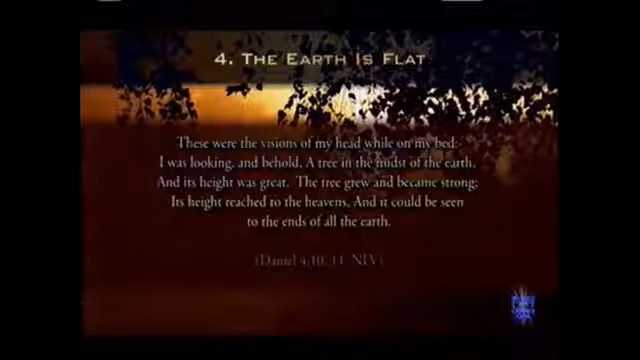 4. THE EARTH IS FLAT
These were the visions of my head while on my bed:
I was looking, and behold, A tree in the midst of the earth,
And its height was great. The tree grew and became strong;
Its height reached to the heavens, And it could be seen
to the ends of all the earth.
(Daniel 4:10, 11 NIV)